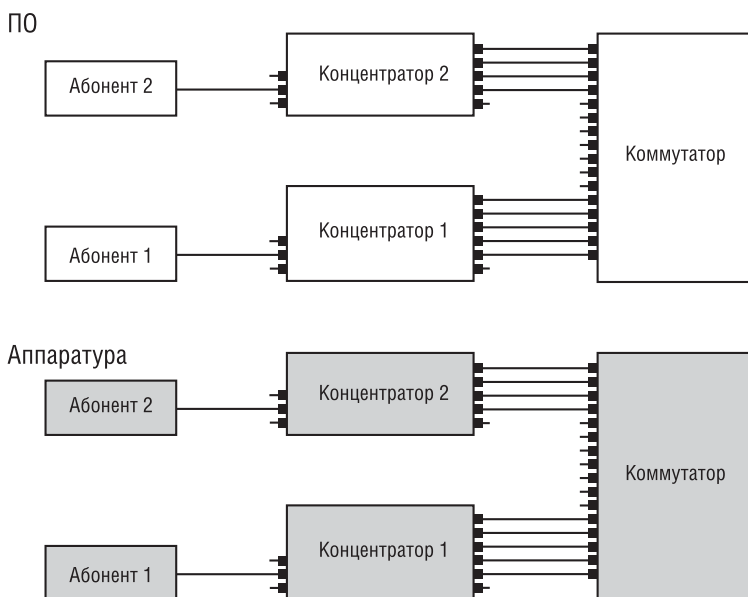 ПО
Абонент 2
Концентратор 2
Коммутатор
Концентратор 1
Абонент 1
Аппаратура
Абонент 2
Концентратор 2
Коммутатор
Концентратор 1
Абонент 1